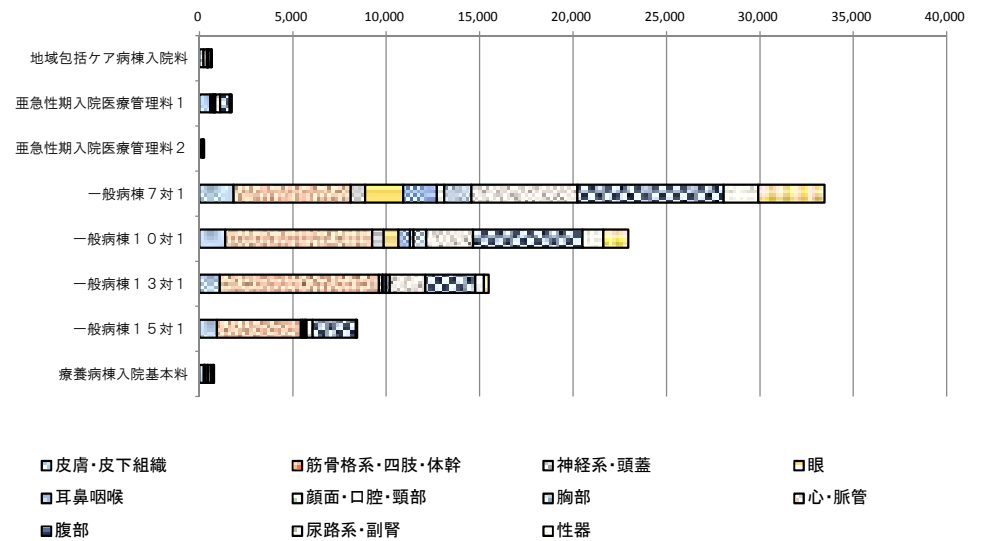 0 5,000 10,000 15,000 20,000 25,000 30,000 35,000 40,000
地域包括ケア病棟入院料
亜急性期入院医療管理料１
亜急性期入院医療管理料２
一般病棟７対１
一般病棟１０対１
一般病棟１３対１
一般病棟１５対１
療養病棟入院基本料
皮膚・皮下組織 筋骨格系・四肢・体幹 神経系・頭蓋 眼
耳鼻咽喉 顔面・口腔・頸部 胸部 心・脈管
腹部 尿路系・副腎 性器